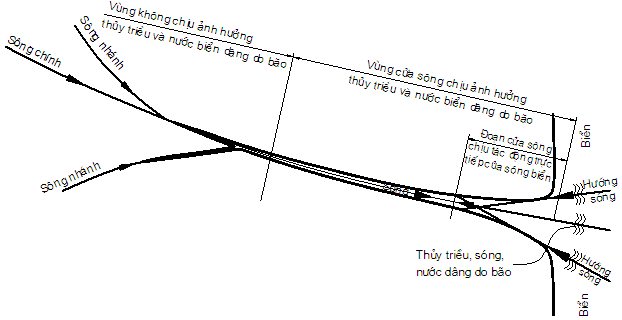 Vùng không chịu ảnh hưởng
thủy triều và nước biển dâng do bão
Sông nhánh
Sông chính
Vùng cửa sông chịu ảnh hưởng
thủy triều và nước biển dâng do bão
Đoạn cửa sông
chịu tác động trực
tiếp của sóng biển
Biển
Sông nhánh
Hướng
sóng
Thủy triều, sóng,
nước dâng do bão
Hướng
sóng
Biển